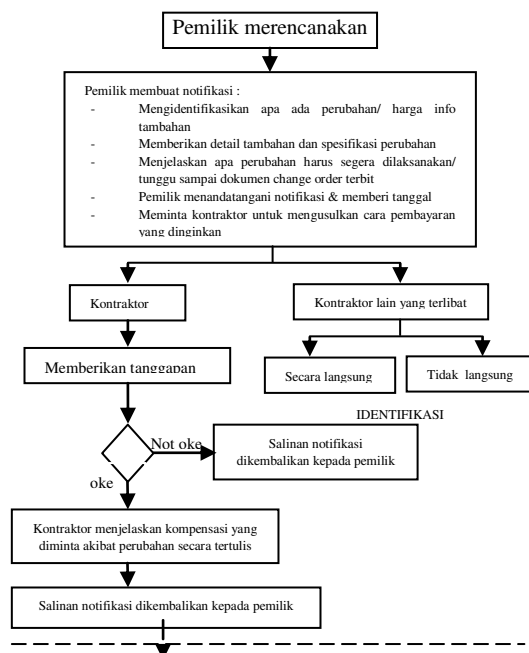 Pemilik merencanakan
Pemilik membuat notifikasi :
- Mengidentifikasikan apa ada perubahan/ harga info
tambahan
- Memberikan detail tambahan dan spesifikasi perubahan
- Menjelaskan apa perubahan harus segera dilaksanakan/
tunggu sampai dokumen change order terbit
- Pemilik menandatangani notifikasi & memberi tanggal
- Meminta kontraktor untuk mengusulkan cara pembayaran
yang dinginkan
Kontraktor
Kontraktor lain yang terlibat
Memberikan tanggapan
Secara langsung
Tidak langsung
IDENTIFIKASI
Not oke
Salinan notifikasi
dikembalikan kepada pemilik
oke
Kontraktor menjelaskan kompensasi yang
diminta akibat perubahan secara tertulis
Salinan notifikasi dikembalikan kepada pemilik